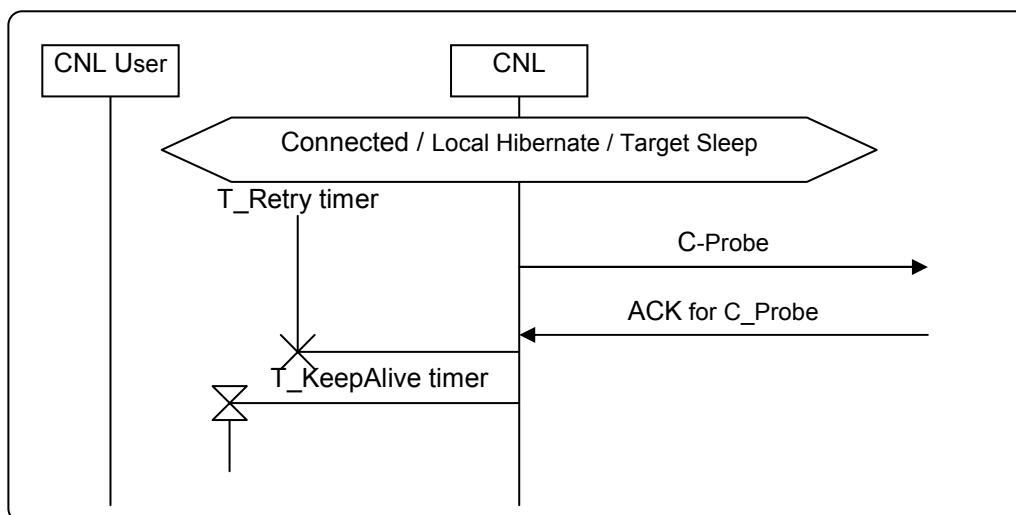 CNL User
CNL
Connected / Local Hibernate / Target Sleep
T_Retry timer
C-Probe
ACK for C_Probe
T_KeepAlive timer